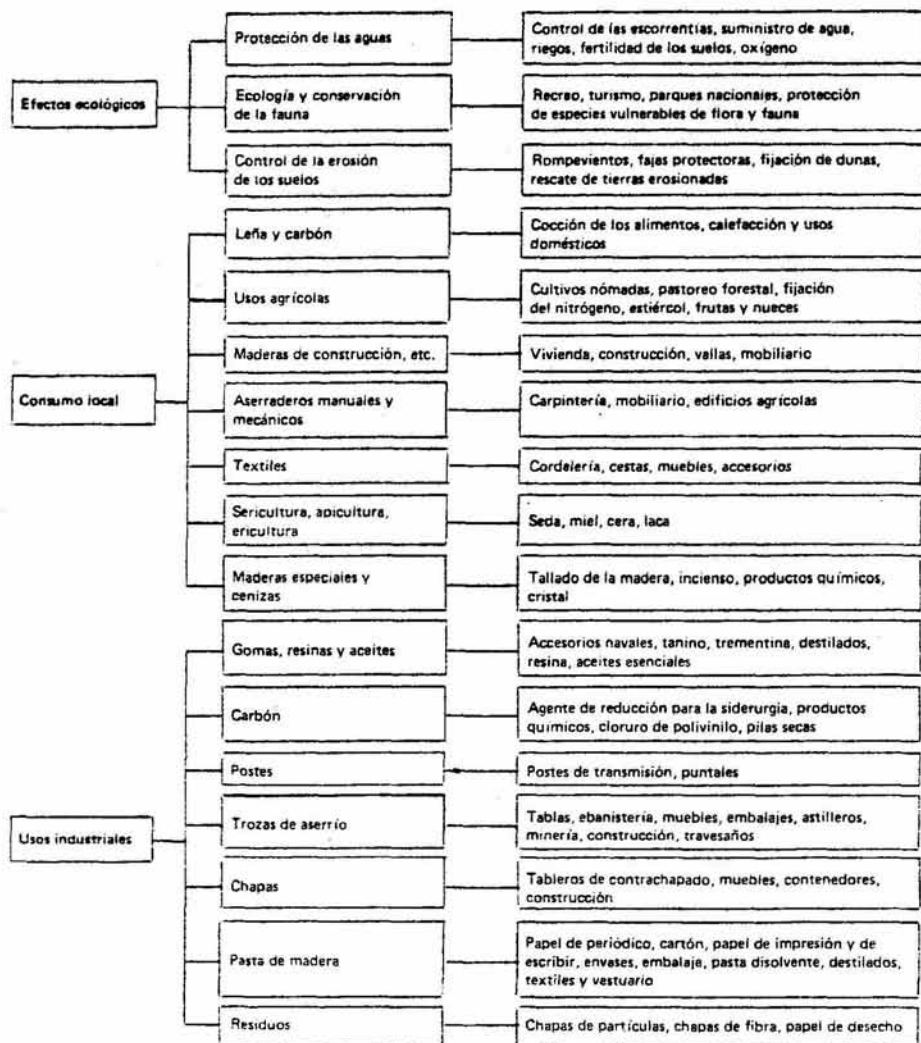 Protección de las aguas
Control de las escorrentías, suministro de agua,
riegos, fertilidad de los suelos, oxígeno
Efectos ecológicos
Ecología y conservación
de la fauna
Recreo, turismo, parques nacionales, protección
de especies vulnerables de flora y fauna
Control de la erosión
de los suelos
Rompevientos, fajas protectoras, fijación de dunas,
rescate de tierras erosionadas
Leña y carbón
Cocción de los alimentos, calefacción y usos
domésticos
Usos agrícolas
Cultivos nómadas, pastoreo forestal, fijación
del nitrógeno, estiércol, frutas y nueces
Maderas de construcción, etc.
Vivienda, construcción, vallas, mobiliario
Consumo local
Aserraderos manuales y
mecánicos
Carpintería, mobiliario, edificios agrícolas
Textiles
Cordelería, cestas, muebles, accesorios
Sericultura, apicultura,
ericultura
Seda, miel, cera, laca
Maderas especiales y
cenizas
Tallado de la madera, incienso, productos químicos,
cristal
Gomas, resinas y aceites
Accesorios navales, tanino, trementina, destilados,
resina, aceites esenciales
Carbón
Agente de reducción para la siderurgia, productos
químicos, cloruro de polivinilo, pilas secas
Postes
Postes de transmisión, puntales
Usos industriales
Trozas de aserrío
Tablas, ebanistería, muebles, embalajes, astilleros,
minería, construcción, travesaños
Chapas
Tableros de contrachapado, muebles, contenedores,
construcción
Pasta de madera
Papel de periódico, cartón, papel de impresión y de
escribir, envases, embalaje, pasta disolvente, destilados,
textiles y vestuario
Residuos
Chapas de partículas, chapas de fibra, papel de desecho